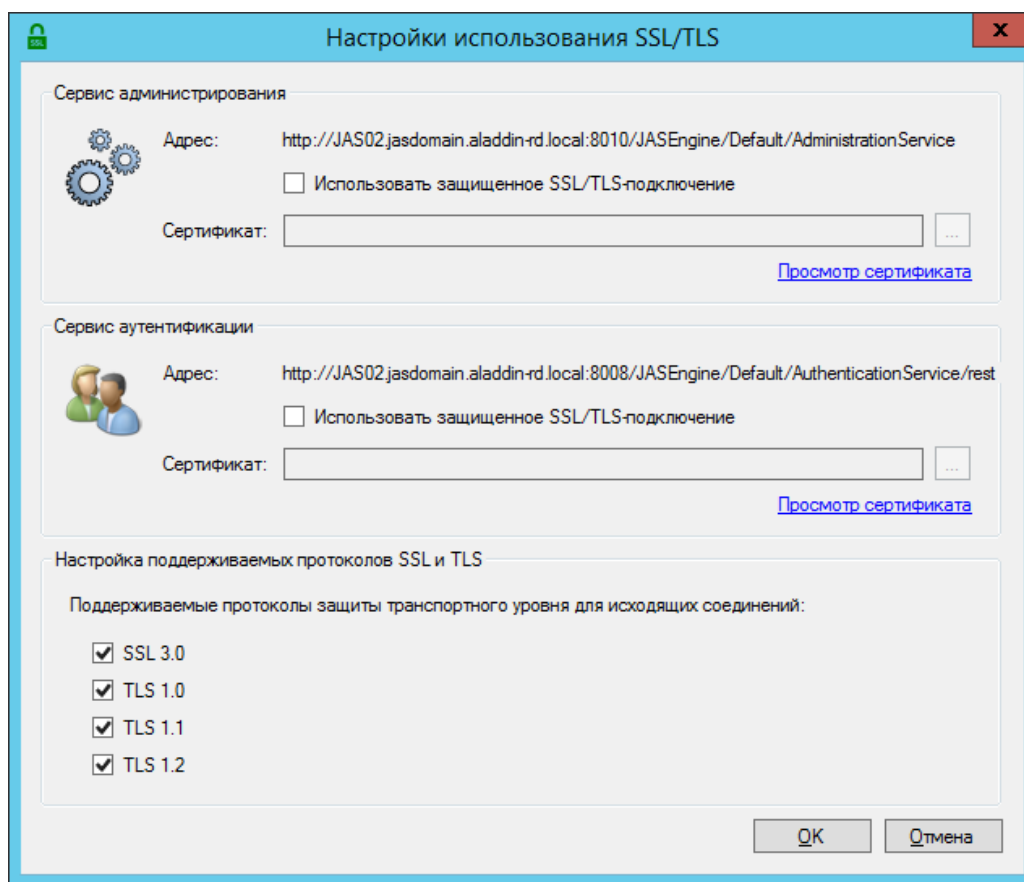 SSL
Настройки использования SSL/TLS
x
Сервис администрирования
Адрес: http://JAS02.jasdomain.aladdin-rd.local:8010/JASEngine/Default/AdministrationService
Использовать защищенное SSL/TLS-подключение
Сертификат: ...
Просмотр сертификата
Сервис аутентификации
Адрес: http://JAS02.jasdomain.aladdin-rd.local:8008/JASEngine/Default/AuthenticationService/rest
Использовать защищенное SSL/TLS-подключение
Сертификат: ...
Просмотр сертификата
Настройка поддерживаемых протоколов SSL и TLS
Поддерживаемые протоколы защиты транспортного уровня для исходящих соединений:
SSL 3.0
TLS 1.0
TLS 1.1
TLS 1.2
OK Отмена